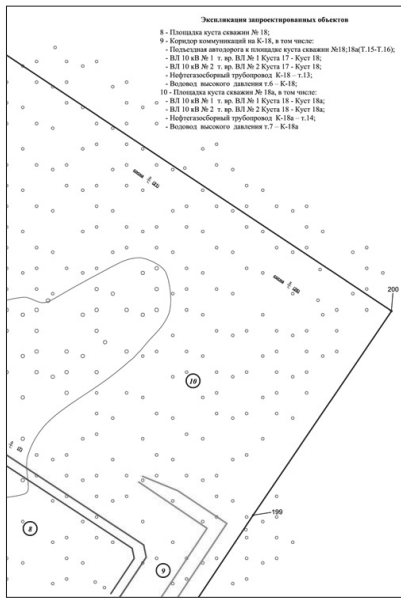 Экспликация запроектированных объектов
8 - Площадка куста скважин № 18;
9 - Коридор коммуникаций на К-18, в том числе:
- Подъездная автодорога к площадке куста скважин №18;18а(Т.15-Т.16);
- ВЛ 10 кВ № 1 т. вр. ВЛ № 1 Куста 17 - Куст 18;
- ВЛ 10 кВ № 2 т. вр. ВЛ № 2 Куста 17 - Куст 18;
- Нефтегазосборный трубопровод К-18 – т.13;
- Водовод высокого давления т.6 – К-18;
10 - Площадка куста скважин № 18а, в том числе:
- ВЛ 10 кВ № 1 т. вр. ВЛ № 1 Куста 18 - Куст 18а;
- ВЛ 10 кВ № 2 т. вр. ВЛ № 2 Куста 18 - Куст 18а;
- Нефтегазосборный трубопровод К-18а – т.14;
- Водовод высокого давления т.7 – К-18а
200
10
199
8
9